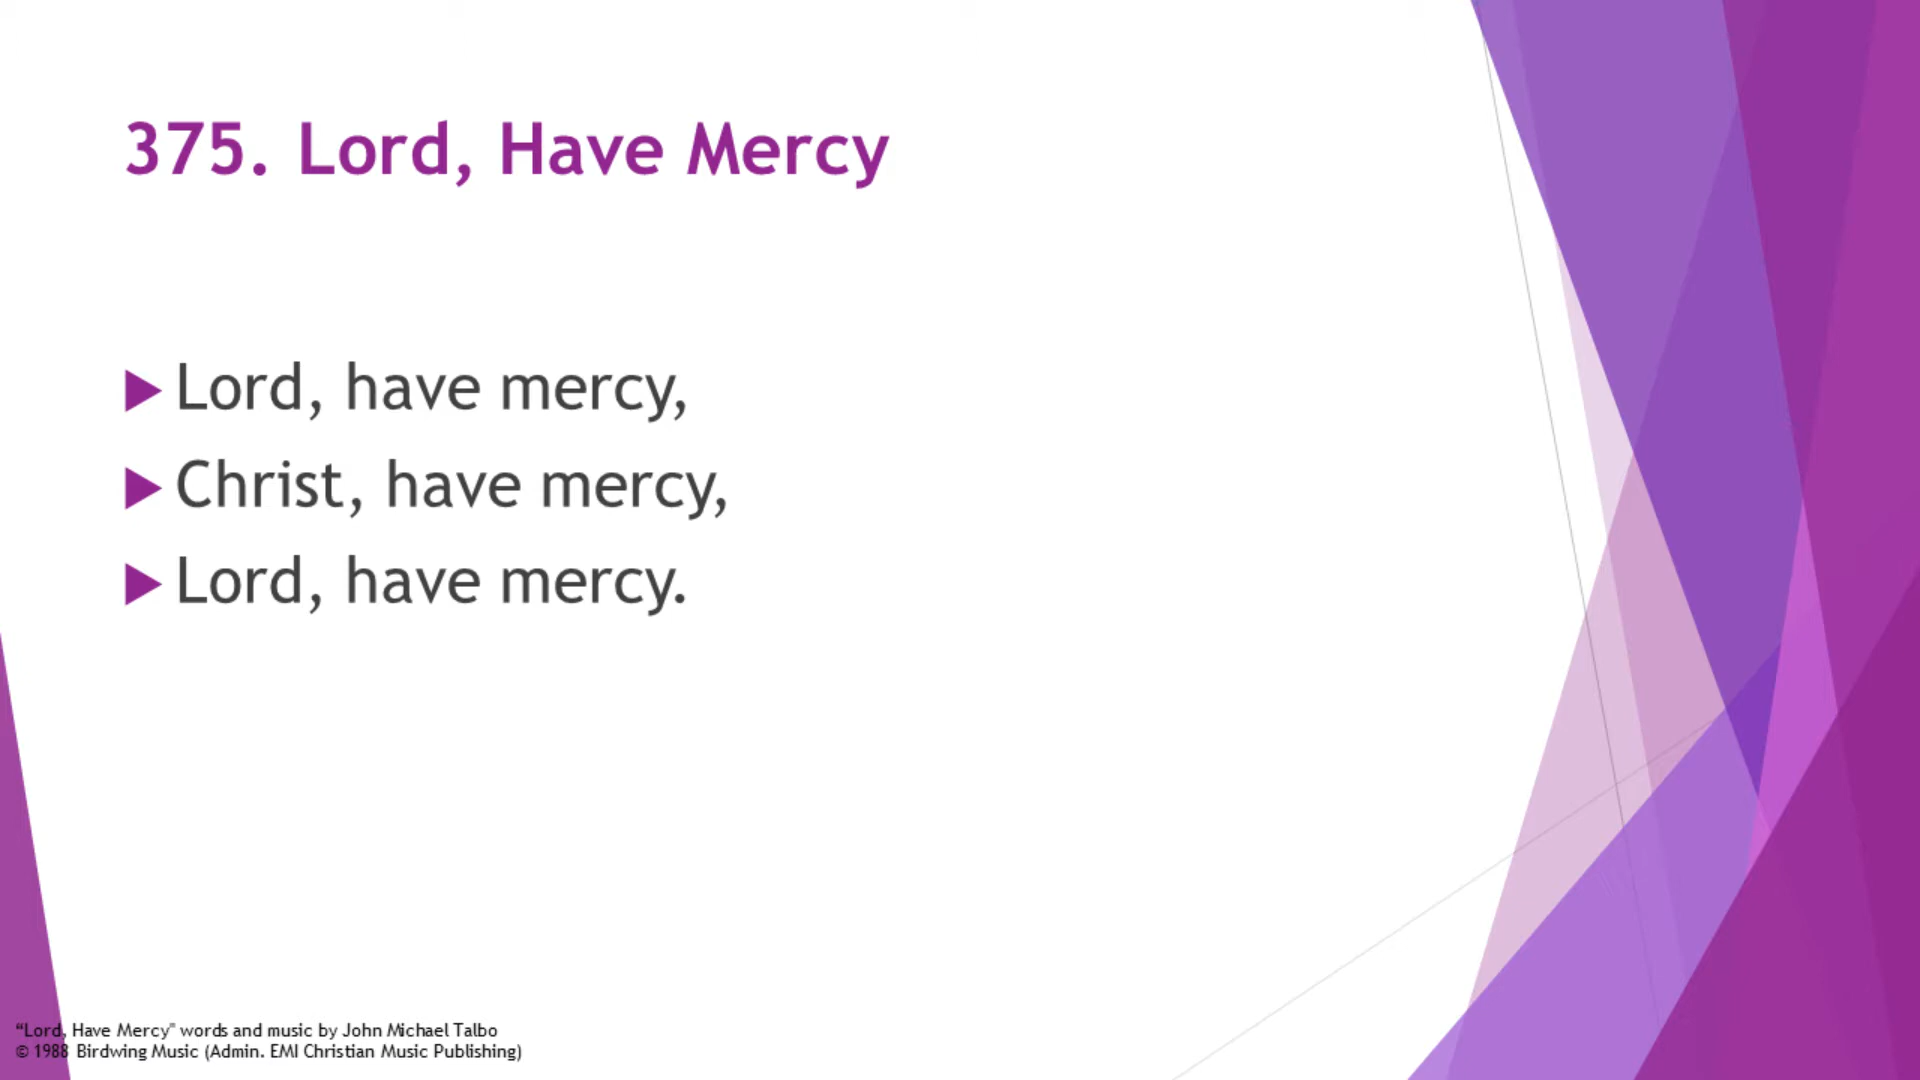 375. Lord, Have Mercy
Lord, have mercy,
Christ, have mercy,
Lord, have mercy.
“Lord, Have Mercy" words and music by John Michael Talbo
© 1988 Birdwing Music (Admin. EMI Christian Music Publishing)